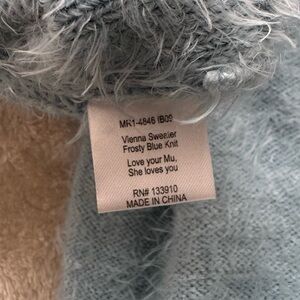 MR1-4846 IB09
Vienna Sweater
Frosty Blue Knit
Love your Mu,
She loves you
RN# 133910
MADE IN CHINA